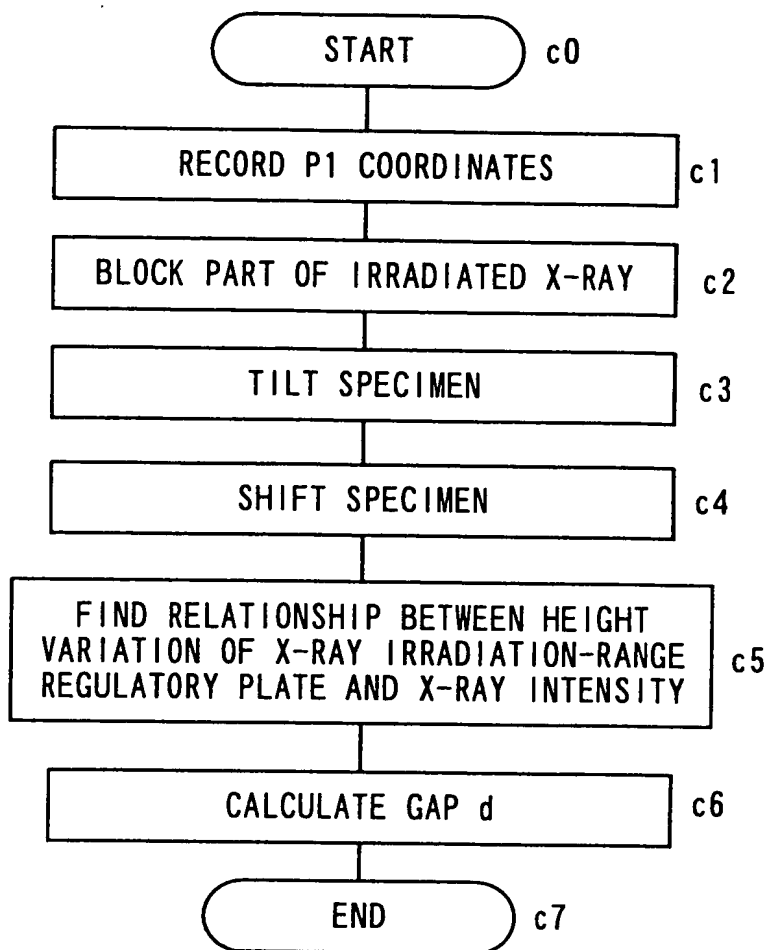 START c0
RECORD P1 COORDINATES c1
BLOCK PART OF IRRADIATED X-RAY c2
TILT SPECIMEN c3
SHIFT SPECIMEN c4
FIND RELATIONSHIP BETWEEN HEIGHT
VARIATION OF X-RAY IRRADIATION-RANGE c5
REGULATORY PLATE AND X-RAY INTENSITY
CALCULATE GAP d c6
END c7